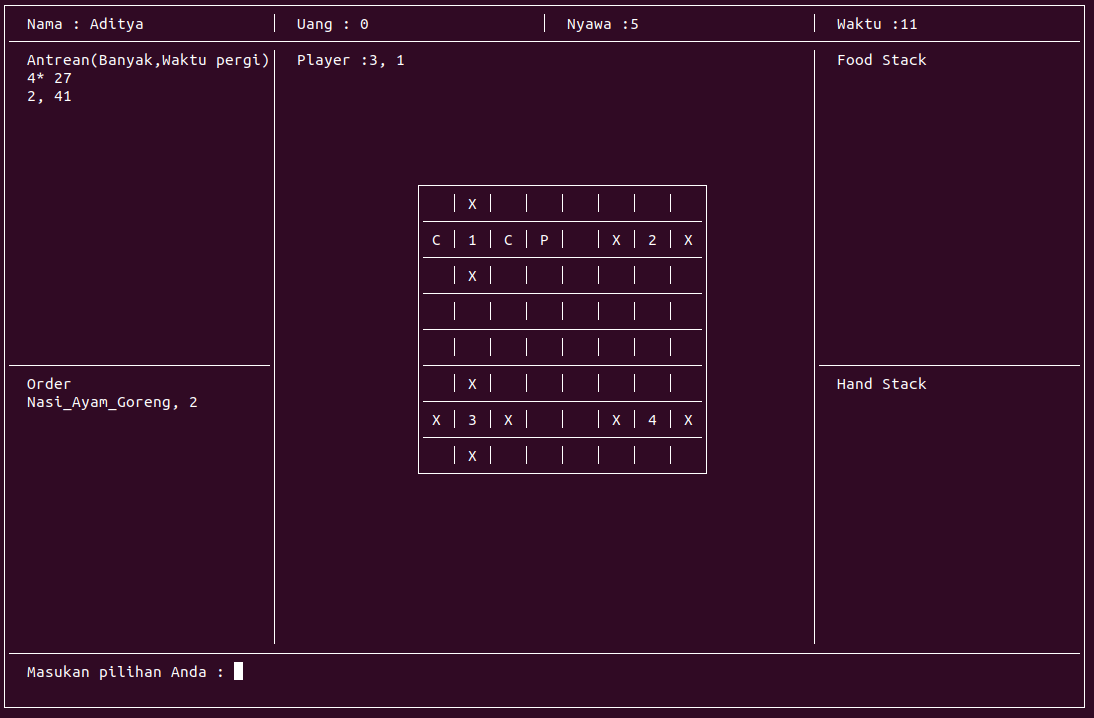 Nama : Aditya
Uang : 0
Nyawa :5
Waktu :11
Antrean(Banyak,Waktu pergi)
4* 27
2, 41
Player :3, 1
Food Stack
X
C 1 C P X 2 X
X
X
X 3 X X 4 X
X
Order
Nasi_Ayam_Goreng, 2
Hand Stack
Masukan pilihan Anda :